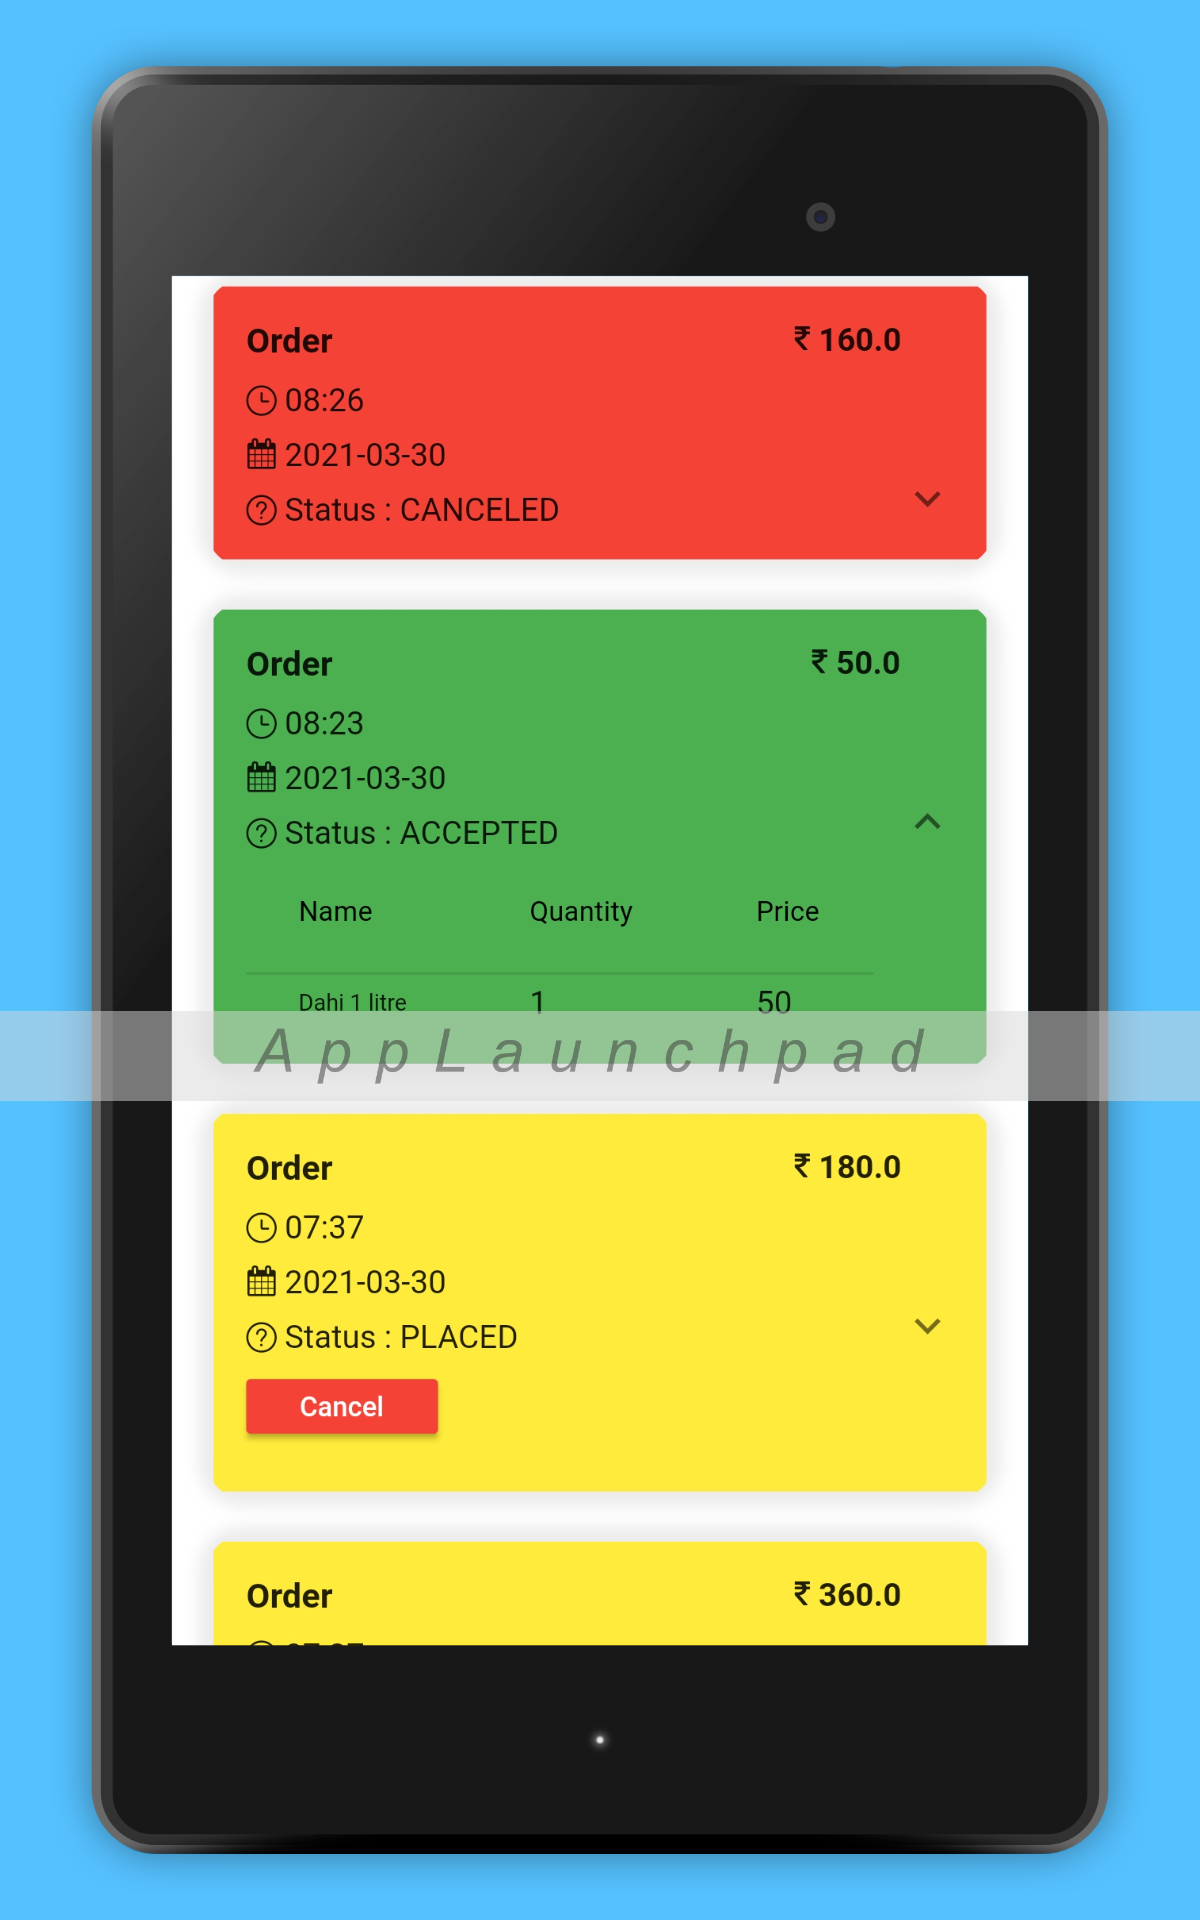 Order ₹ 160.0
08:26
2021-03-30
Status : CANCELED
Order ₹ 50.0
08:23
2021-03-30
Status : ACCEPTED
Name Quantity Price
Dahi 1 litre 1 50
AppLaunchpad
Order ₹ 180.0
07:37
2021-03-30
Status : PLACED
Cancel
Order ₹ 360.0